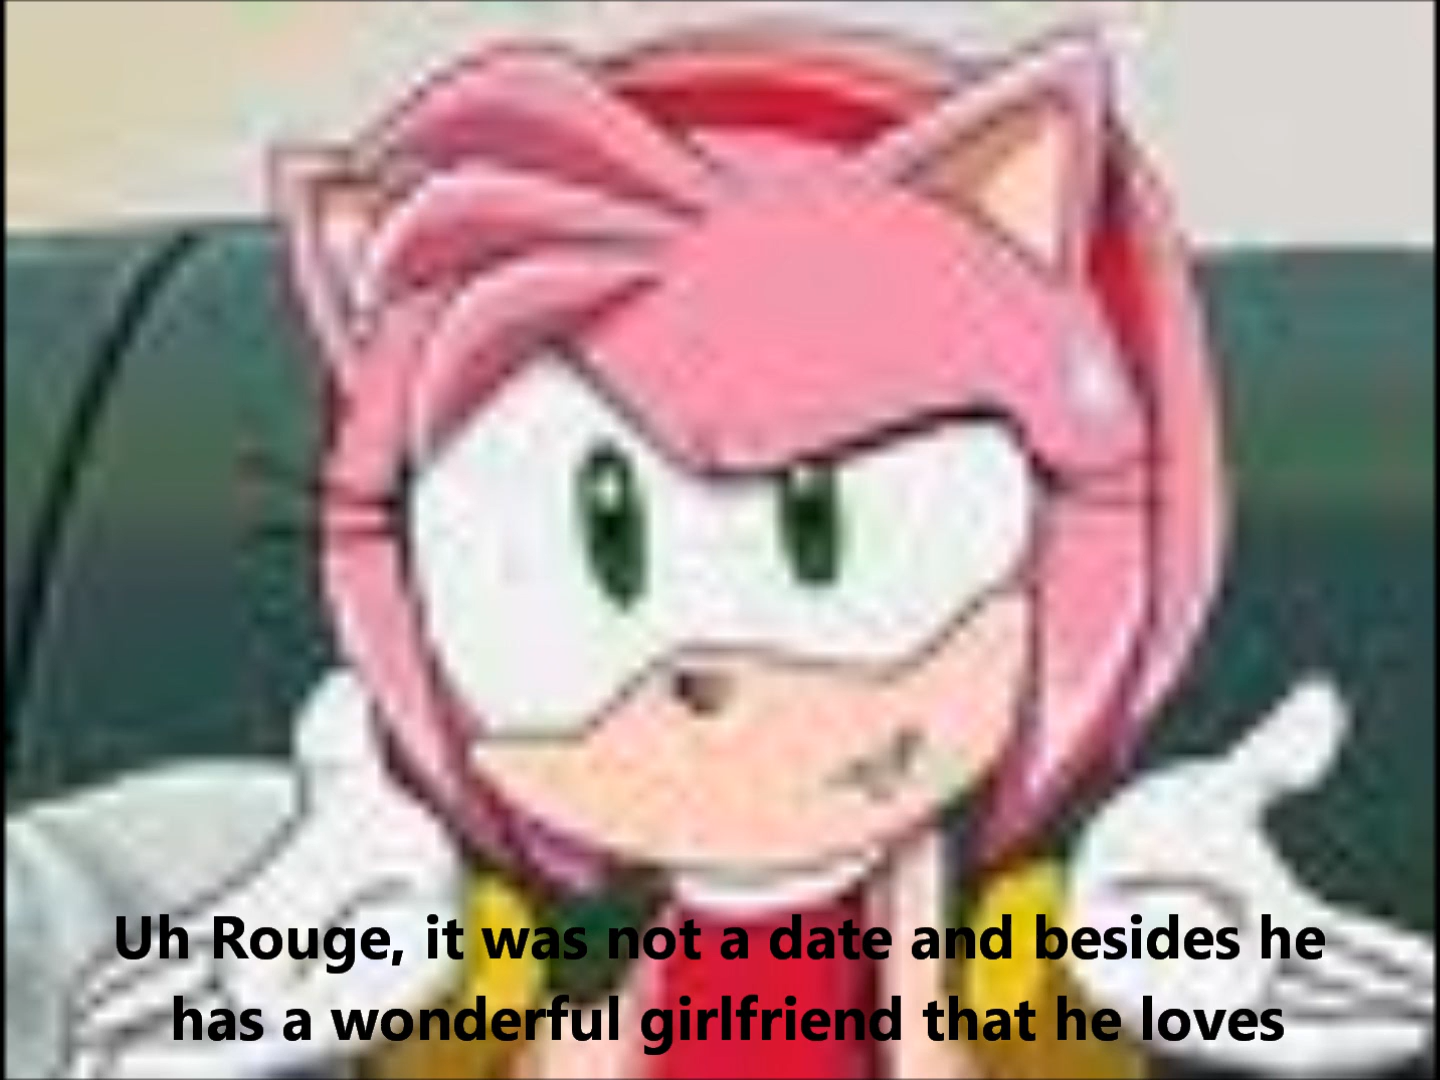 Uh Rouge, it was not a date and besides he
has a wonderful girlfriend that he loves